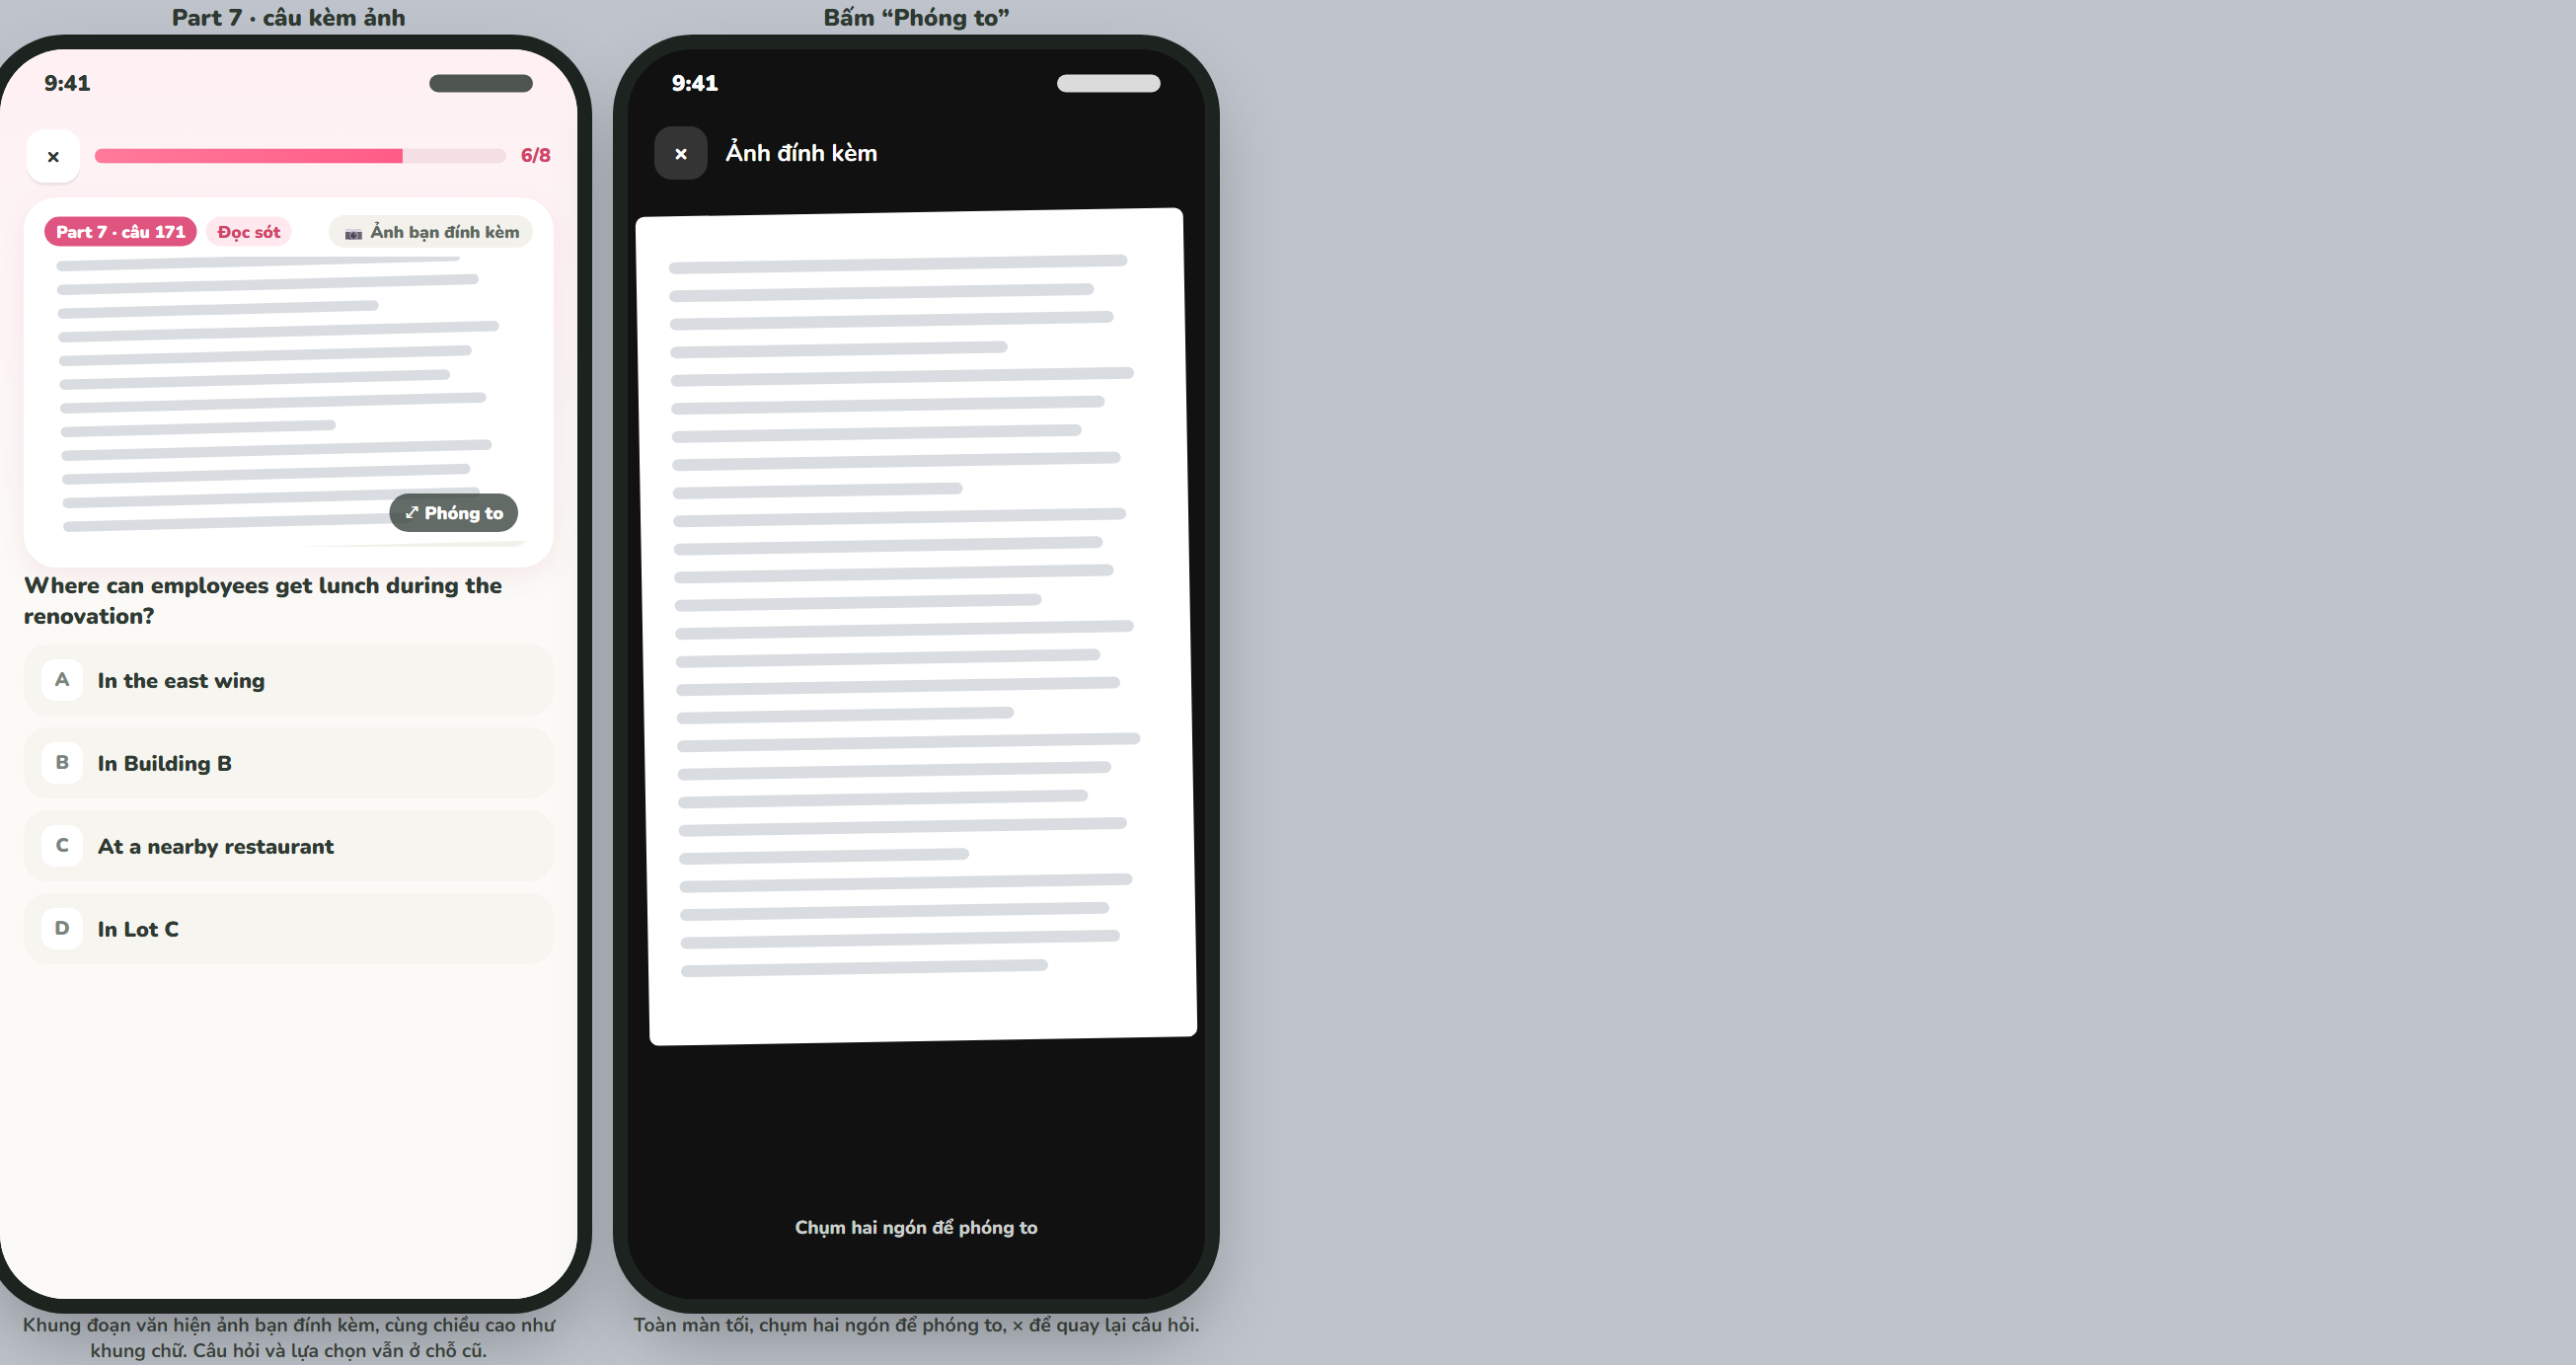 Part 7 · câu kèm ảnh
9:41
×
6/8
Part 7 · câu 171
Đọc sót
Ảnh bạn đính kèm
Phóng to
Where can employees get lunch during the
renovation?
A
In the east wing
B
In Building B
C
At a nearby restaurant
D
In Lot C
Khung đoạn văn hiện ảnh bạn đính kèm, cùng chiều cao như
khung chữ. Câu hỏi và lựa chọn vẫn ở chỗ cũ.
Bấm “Phóng to”
9:41
×
Ảnh đính kèm
Chụm hai ngón để phóng to
Toàn màn tối, chụm hai ngón để phóng to, × để quay lại câu hỏi.